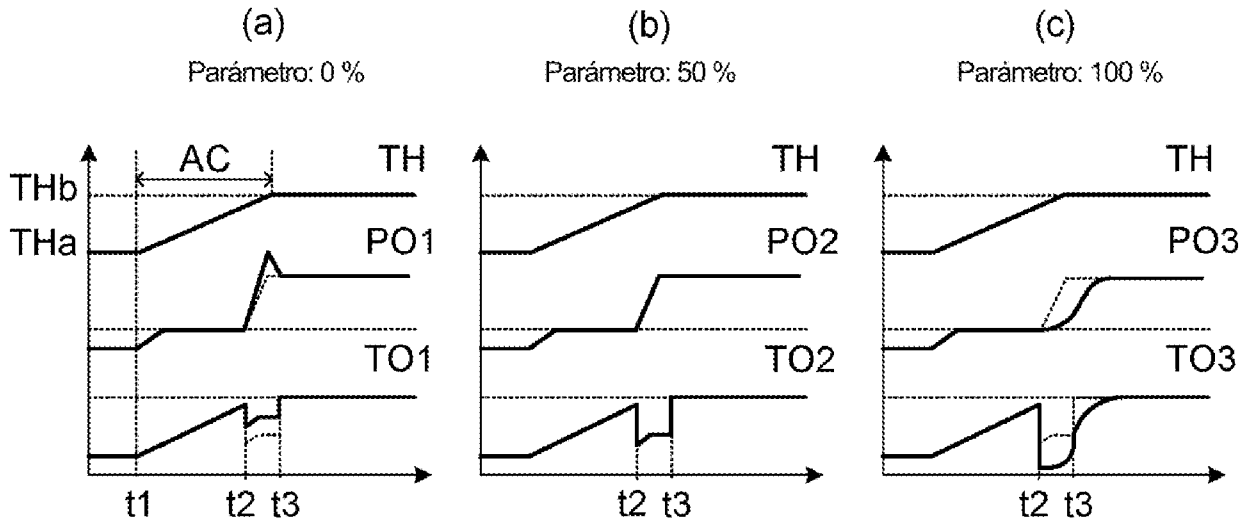 (a)
Parámetro: 0 %
AC
TH
THb
THa
PO1
TO1
t1
t2
t3
(b)
Parámetro: 50 %
TH
PO2
TO2
t2
t3
(c)
Parámetro: 100 %
TH
PO3
TO3
t2
t3